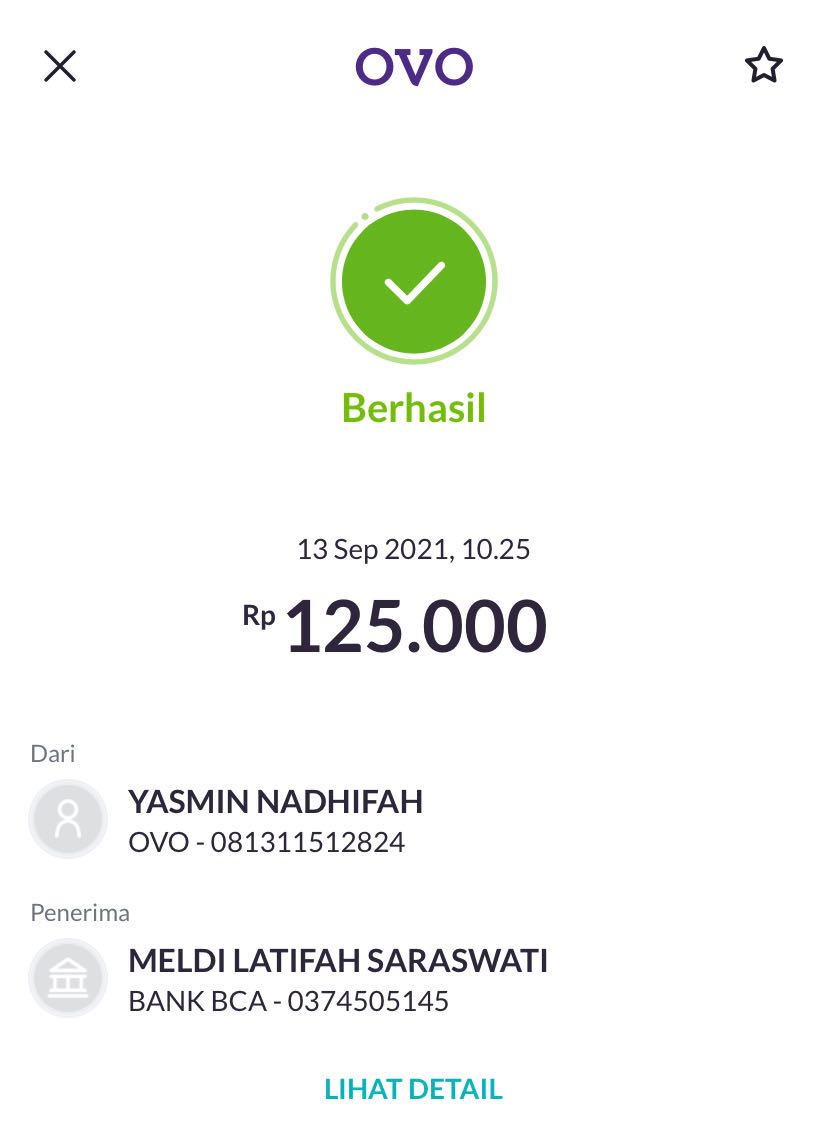 OVO
Berhasil
13 Sep 2021, 10.25
Rp 125.000
Dari
YASMIN NADHIFAH
OVO - 081311512824
Penerima
MELDI LATIFAH SARASWATI
BANK BCA - 0374505145
LIHAT DETAIL